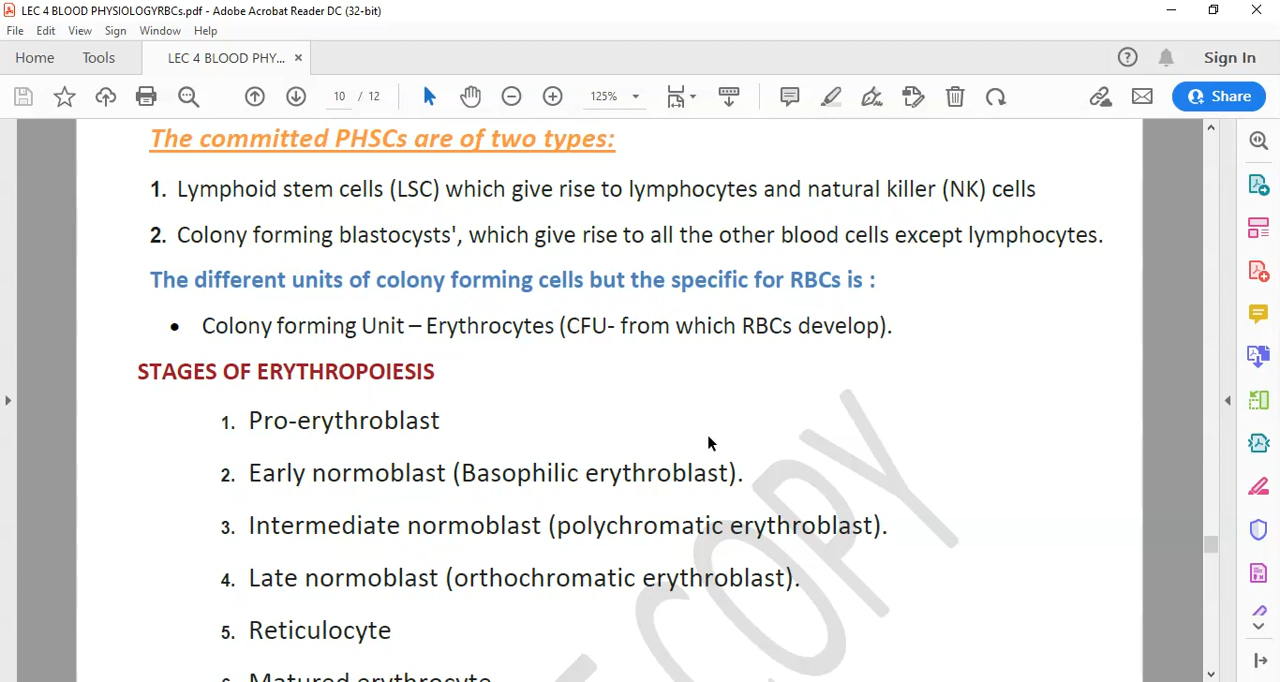 LEC 4 BLOOD PHYSIOLOGYRBCs.pdf - Adobe Acrobat Reader DC (32-bit)
File Edit View Sign Window Help
Home Tools LEC 4 BLOOD PHY... × Sign In
10 / 12 125% Share
The committed PHSCs are of two types:
1. Lymphoid stem cells (LSC) which give rise to lymphocytes and natural killer (NK) cells
2. Colony forming blastocysts', which give rise to all the other blood cells except lymphocytes.
The different units of colony forming cells but the specific for RBCs is :
• Colony forming Unit – Erythrocytes (CFU- from which RBCs develop).
STAGES OF ERYTHROPOIESIS
1. Pro-erythroblast
2. Early normoblast (Basophilic erythroblast).
3. Intermediate normoblast (polychromatic erythroblast).
4. Late normoblast (orthochromatic erythroblast).
5. Reticulocyte
6. Matured erythrocyte
E COPY